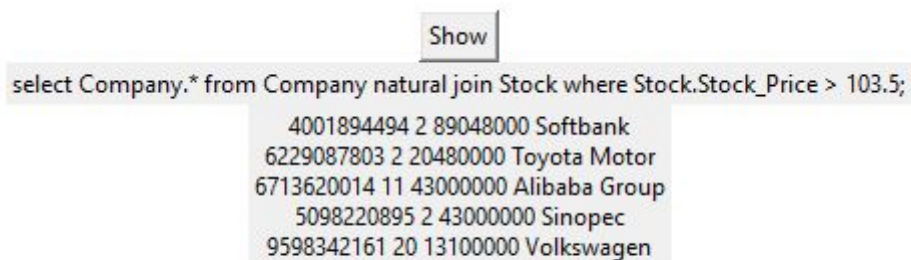 Show
select Company.* from Company natural join Stock where Stock.Stock_Price > 103.5;
4001894494 2 89048000 Softbank
6229087803 2 20480000 Toyota Motor
6713620014 11 43000000 Alibaba Group
5098220895 2 43000000 Sinopec
9598342161 20 13100000 Volkswagen